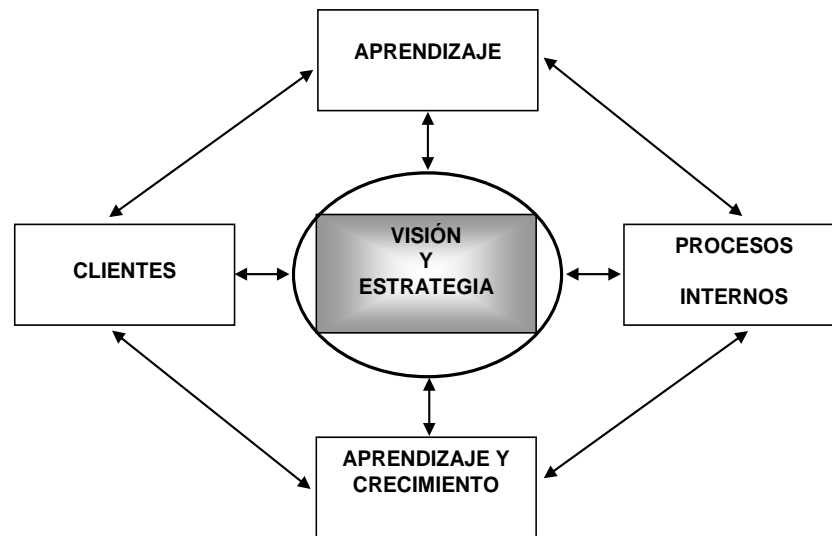 APRENDIZAJE
CLIENTES
VISIÓN
Y
ESTRATEGIA
PROCESOS
INTERNOS
APRENDIZAJE Y
CRECIMIENTO